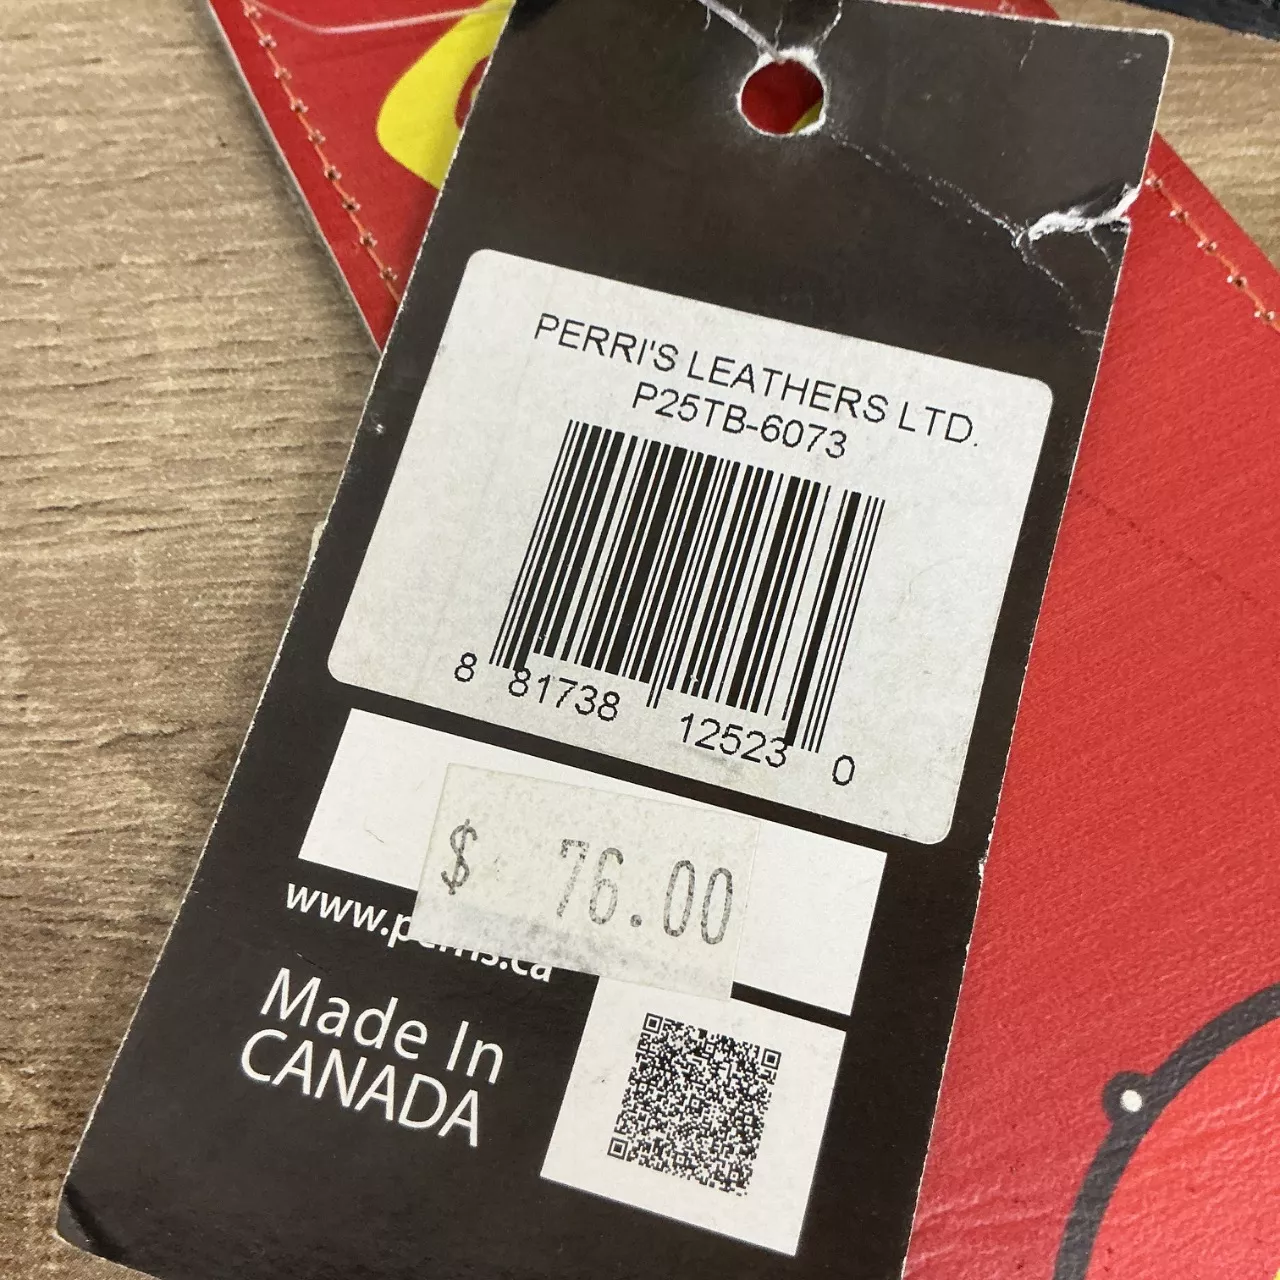 PERRI'S LEATHERS LTD.
P25TB-6073
8 81738 12523 0
$ 76.00
www.perris.ca
Made In
CANADA